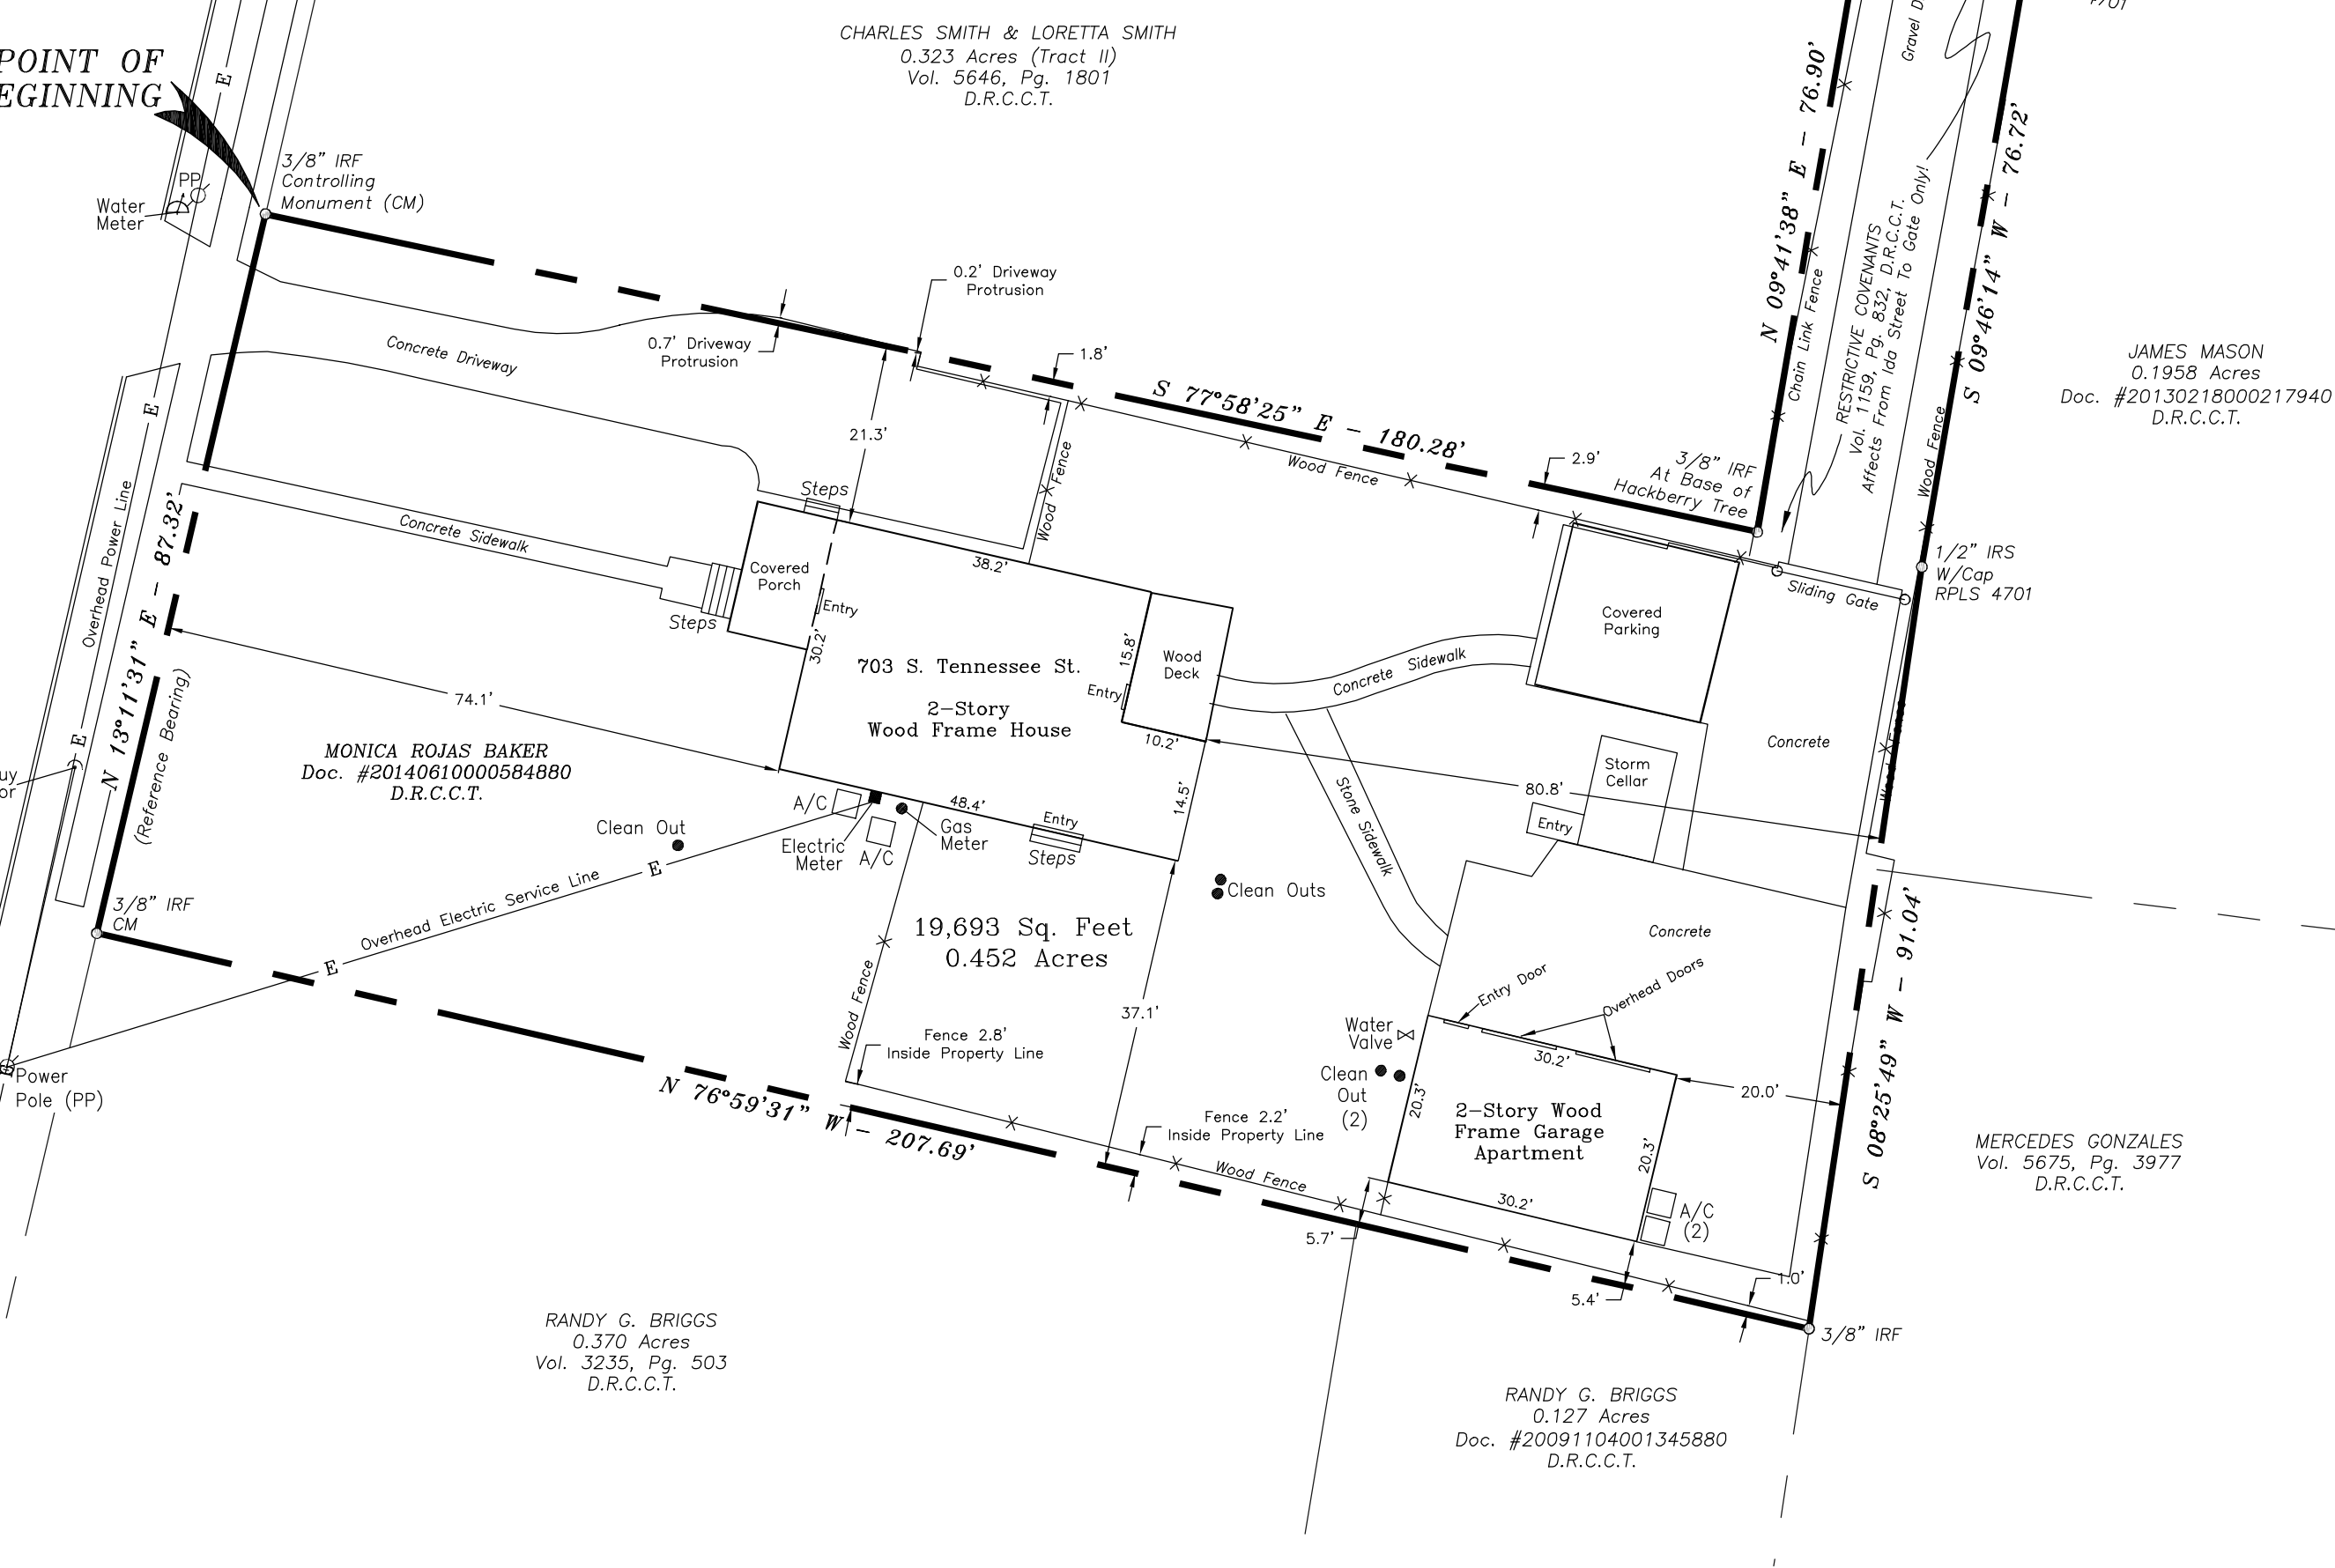 CHARLES SMITH & LORETTA SMITH
0.323 Acres (Tract II)
Vol. 5646, Pg. 1801
D.R.C.C.T.
POINT OF
EGINNING
E
3/8" IRF
Controlling
Monument (CM)
PP
Water
Meter
0.2' Driveway
Protrusion
0.7' Driveway
Protrusion
1.8'
Concrete Driveway
E
21.3'
S 77°58'25" E - 180.28'
Wood Fence
Wood Fence
2.9'
3/8" IRF
At Base of
Hackberry Tree
N 09°41'38" E - 76.90'
Chain Link Fence
RESTRICTIVE COVENANTS
Vol. 1159, Pg. 832, D.R.C.C.T.
Affects From Ida Street To Gate Only!
Wood Fence
S 09°46'14" W - 76.72'
JAMES MASON
0.1958 Acres
Doc. #20130218000217940
D.R.C.C.T.
1/2" IRS
W/Cap
RPLS 4701
Sliding Gate
Overhead Power Line
N 13°11'31" E - 87.32'
(Reference Bearing)
E
Concrete Sidewalk
Steps
Steps
Covered
Porch
Entry
38.2'
30.2'
15.8'
Entry
Wood
Deck
10.2'
14.5'
703 S. Tennessee St.
2-Story
Wood Frame House
48.4'
Entry
Steps
Concrete Sidewalk
Covered
Parking
Concrete
Storm
Cellar
Entry
80.8'
Stone Sidewalk
74.1'
MONICA ROJAS BAKER
Doc. #20140610000584880
D.R.C.C.T.
Clean Out
A/C
Electric
Meter
A/C
Gas
Meter
Clean Outs
E
Overhead Electric Service Line
E
3/8" IRF
CM
Power
Pole (PP)
19,693 Sq. Feet
0.452 Acres
Wood Fence
Fence 2.8'
Inside Property Line
37.1'
N 76°59'31" W - 207.69'
Fence 2.2'
Inside Property Line
Wood Fence
Water
Valve
Clean
Out
(2)
Concrete
Entry Door
Overhead Doors
30.2'
20.3'
2-Story Wood
Frame Garage
Apartment
20.3'
30.2'
20.0'
A/C
(2)
5.7'
5.4'
1.0'
3/8" IRF
S 08°25'49" W - 91.04'
MERCEDES GONZALES
Vol. 5675, Pg. 3977
D.R.C.C.T.
RANDY G. BRIGGS
0.370 Acres
Vol. 3235, Pg. 503
D.R.C.C.T.
RANDY G. BRIGGS
0.127 Acres
Doc. #20091104001345880
D.R.C.C.T.